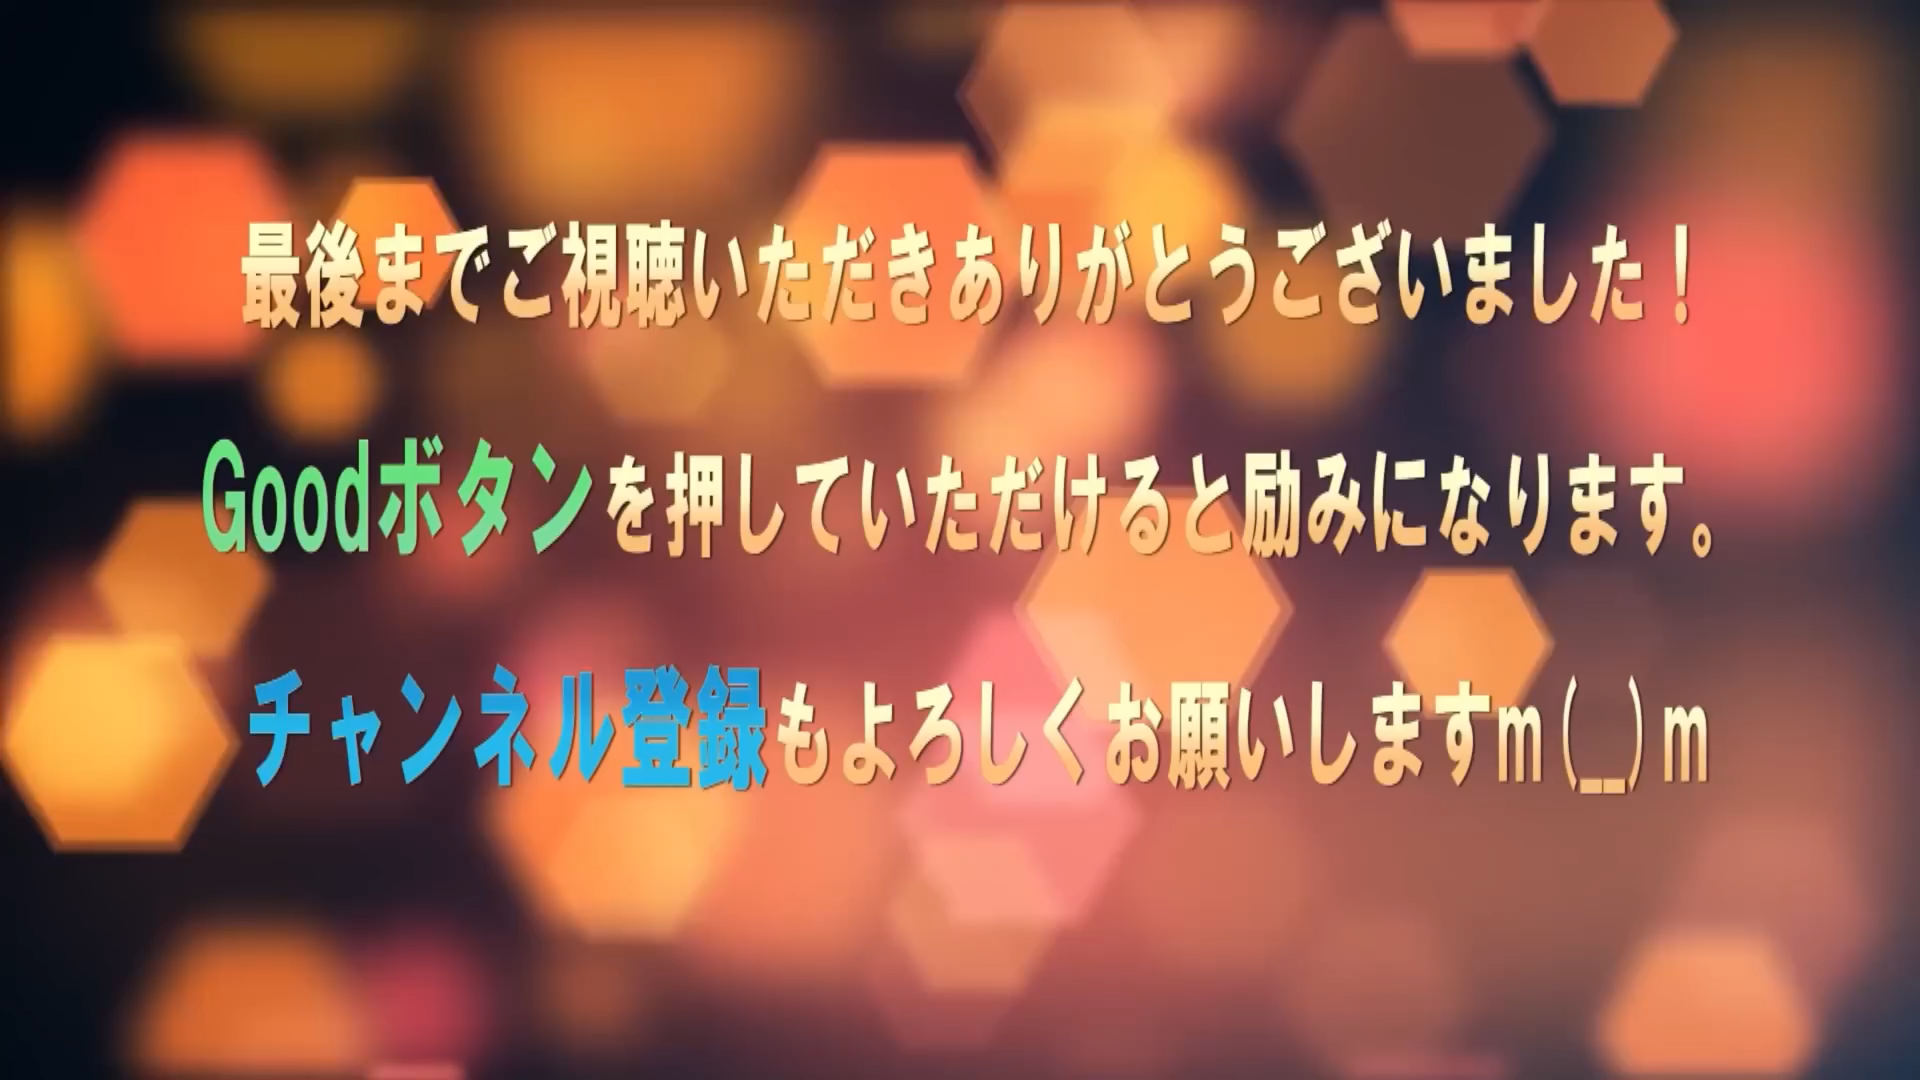 最後までご視聴いただきありがとうございました！
Goodボタンを押していただけると励みになります。
チャンネル登録もよろしくお願いしますm(__)m